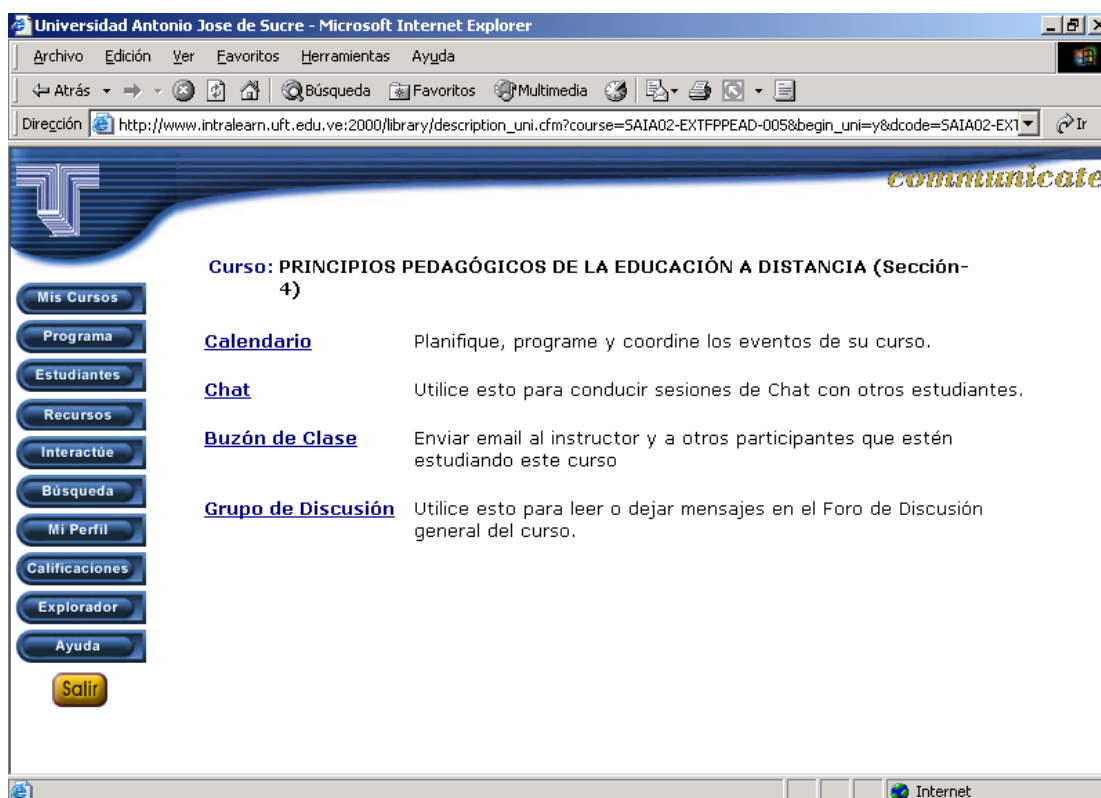 Universidad Antonio Jose de Sucre - Microsoft Internet Explorer
Archivo Edición Ver Favoritos Herramientas Ayuda
Atrás Búsqueda Favoritos Multimedia
Dirección http://www.intralearn.uft.edu.ve:2000/library/description_uni.cfm?course=SAIA02-EXTFPPEAD-005&begin_uni=y&dcode=SAIA02-EXT Ir
communicate
Curso: PRINCIPIOS PEDAGÓGICOS DE LA EDUCACIÓN A DISTANCIA (Sección-
4)
Mis Cursos
Programa
Estudiantes
Recursos
Interactúe
Búsqueda
Mi Perfil
Calificaciones
Explorador
Ayuda
Salir
Calendario Planifique, programe y coordine los eventos de su curso.
Chat Utilice esto para conducir sesiones de Chat con otros estudiantes.
Buzón de Clase Enviar email al instructor y a otros participantes que estén
estudiando este curso
Grupo de Discusión Utilice esto para leer o dejar mensajes en el Foro de Discusión
general del curso.
Internet